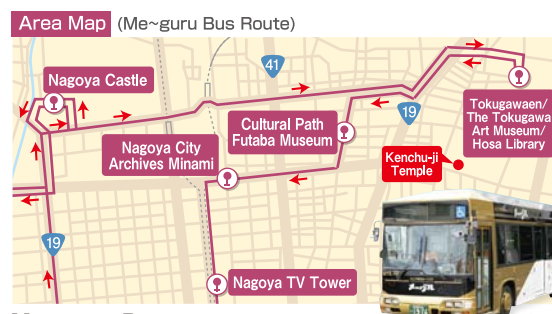 Area Map (Me~guru Bus Route)
41
Nagoya Castle
19
Tokugawaen/
The Tokugawa
Art Museum/
Hosa Library
Cultural Path
Futaba Museum
Nagoya City
Archives Minami
Kenchu-ji
Temple
19
Nagoya TV Tower